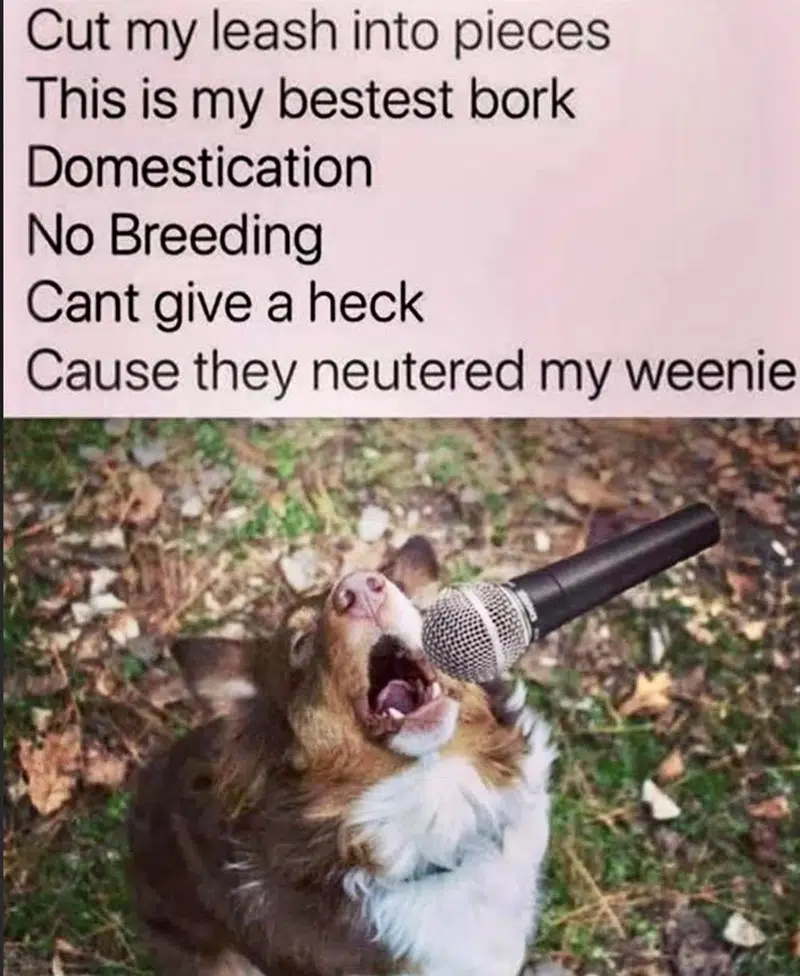 Cut my leash into pieces
This is my bestest bork
Domestication
No Breeding
Cant give a heck
Cause they neutered my weenie